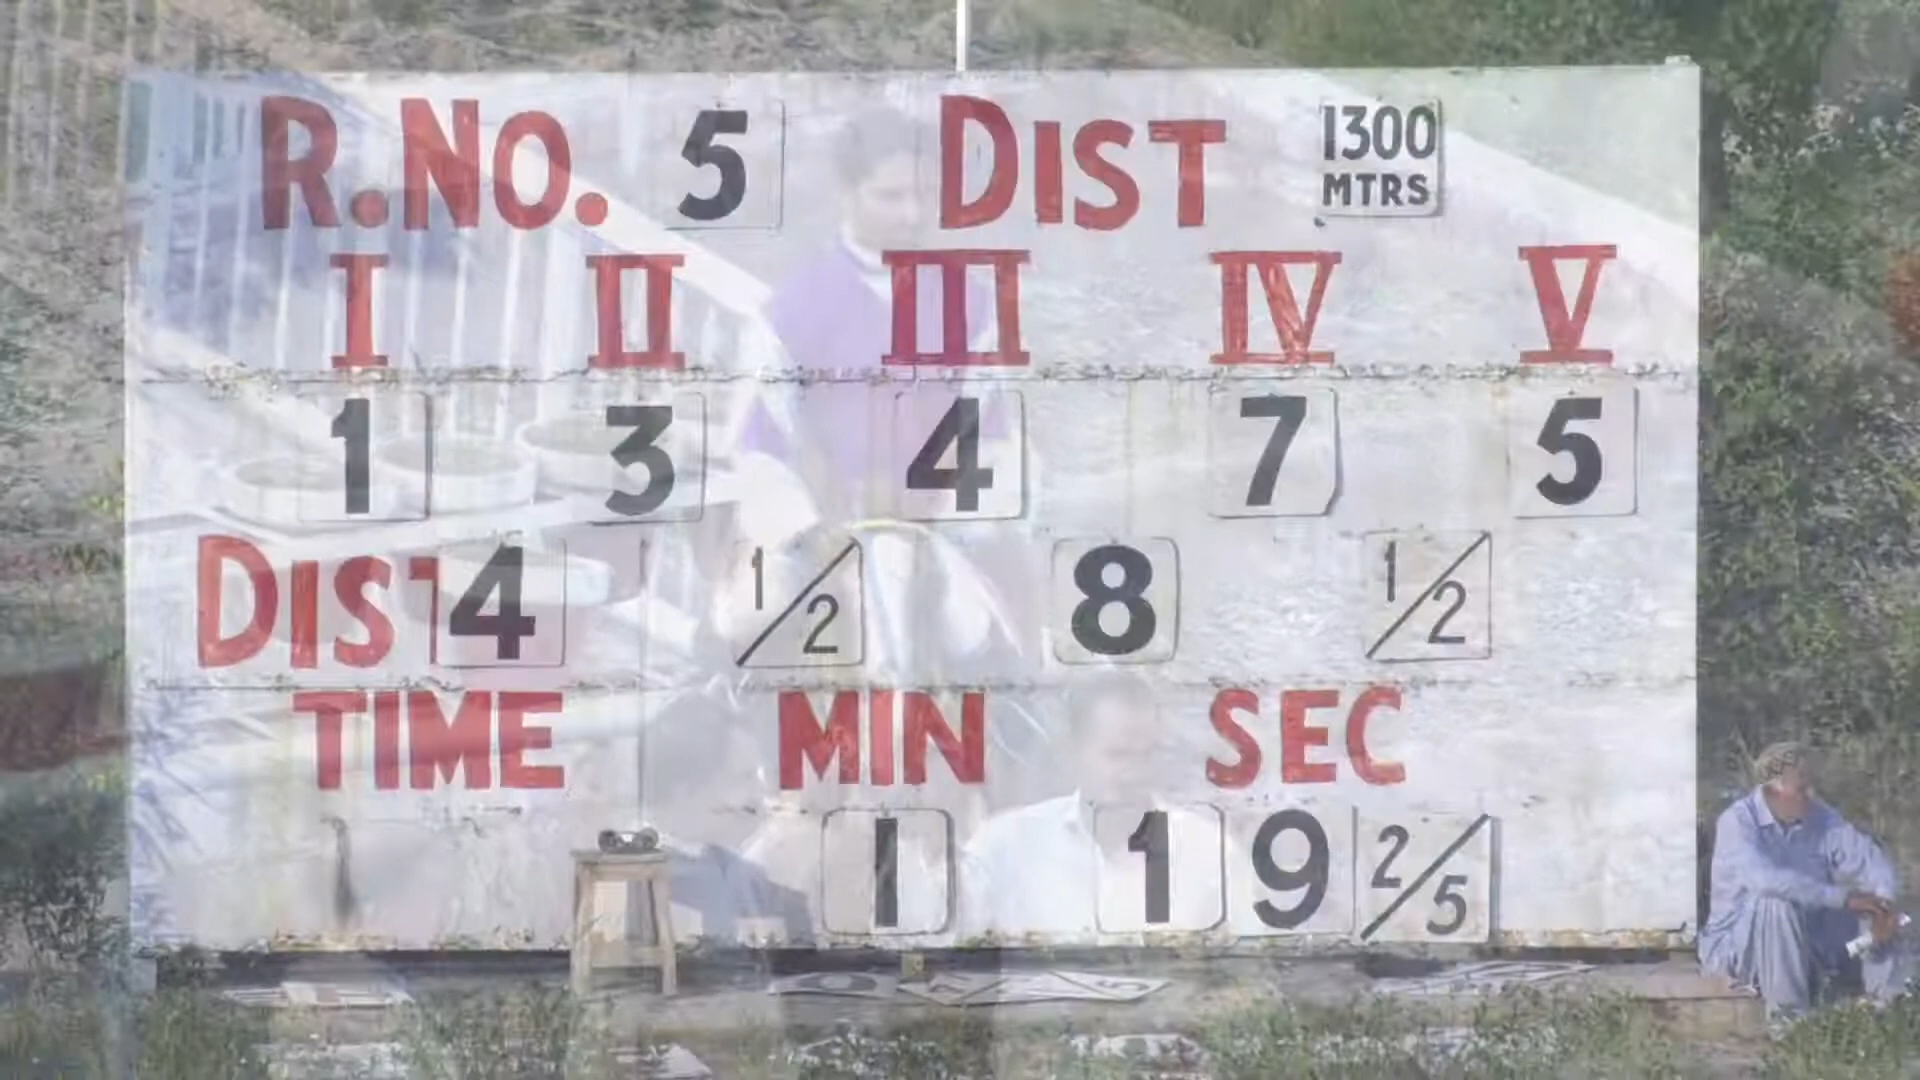 R.NO. 5 DIST 1300 MTRS
I II III IV V
1 3 4 7 5
DIST 4 1/2 8 1/2
TIME MIN SEC
1 19 2/5